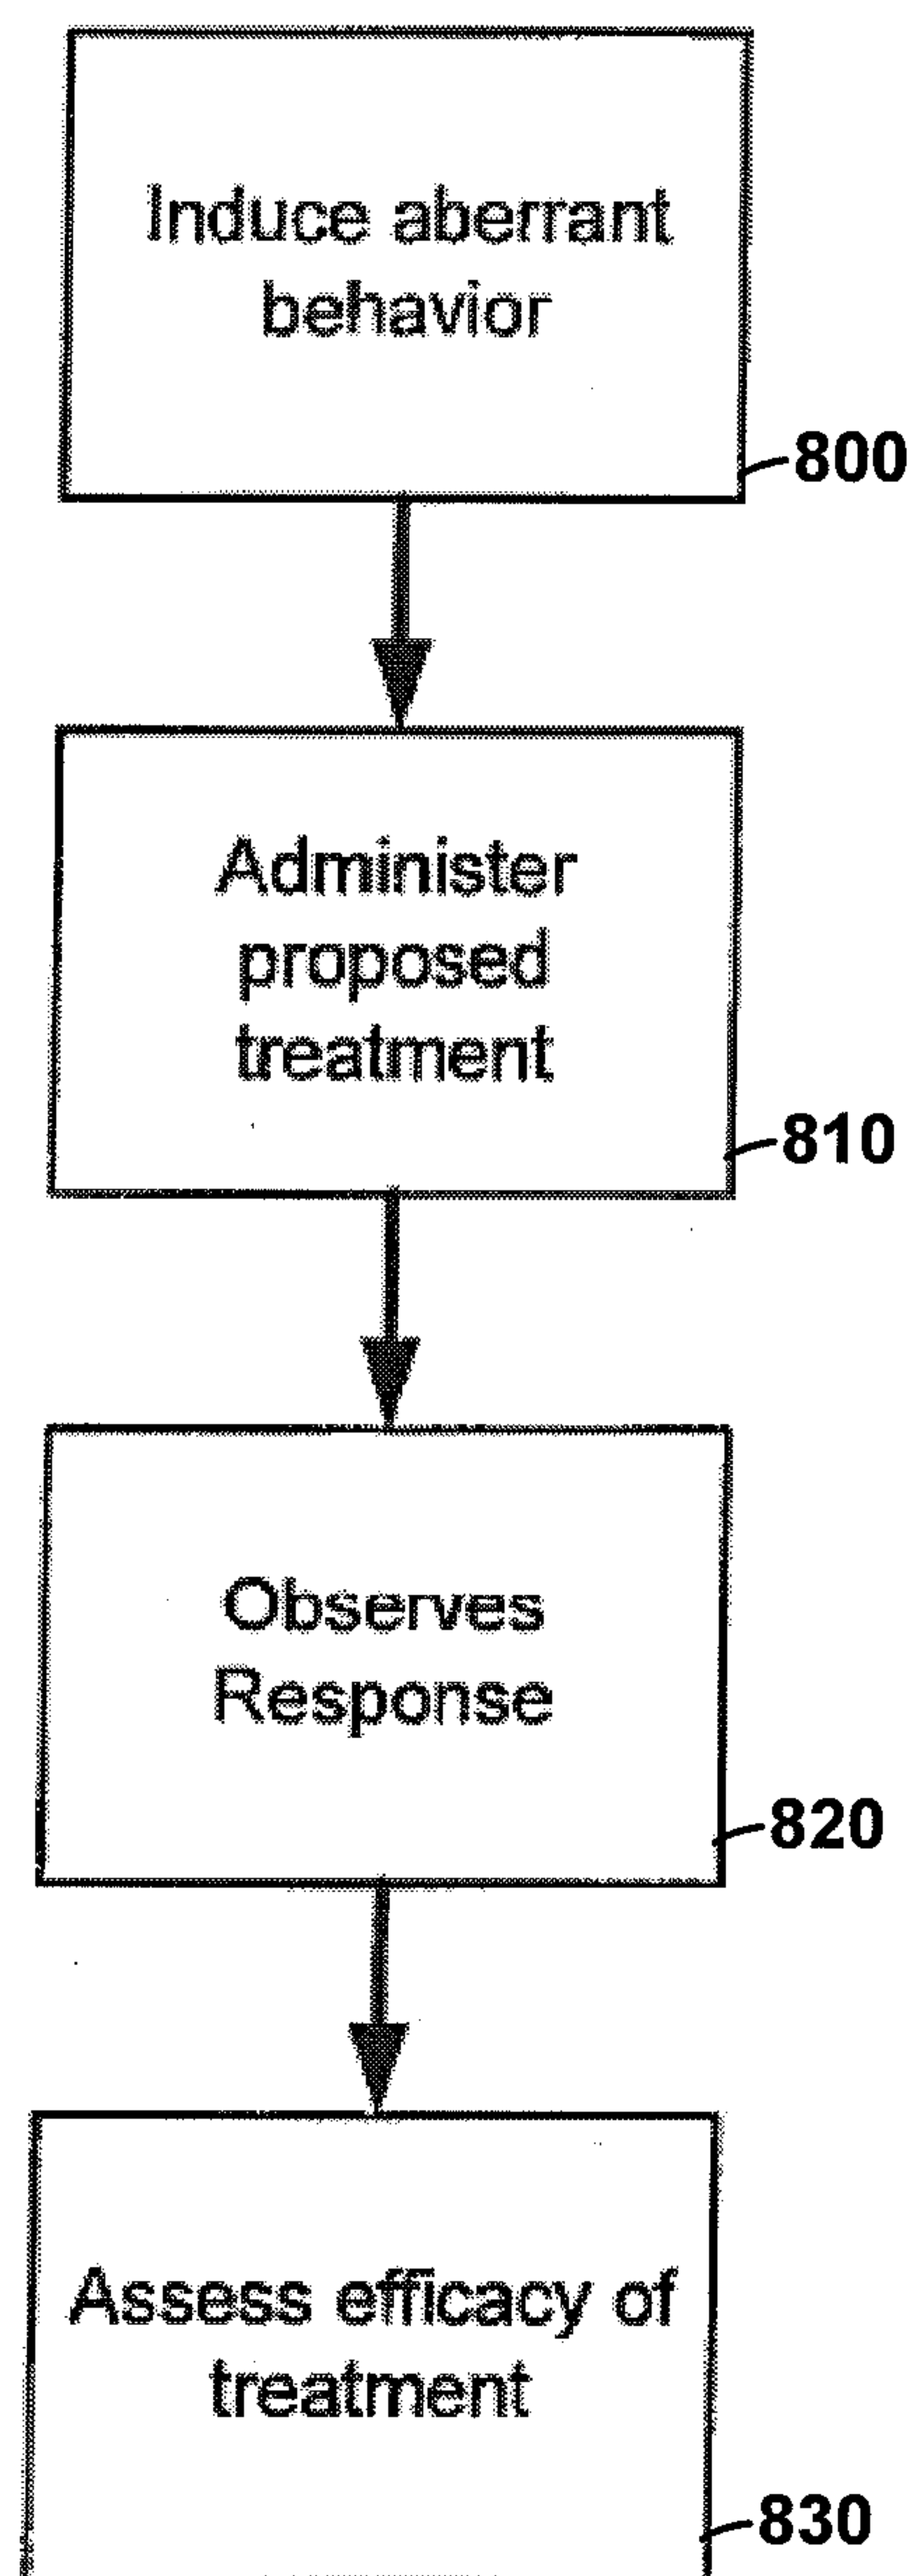 Induce aberrant
behavior
800
Administer
proposed
treatment
810
Observes
Response
820
Assess efficacy of
treatment
830